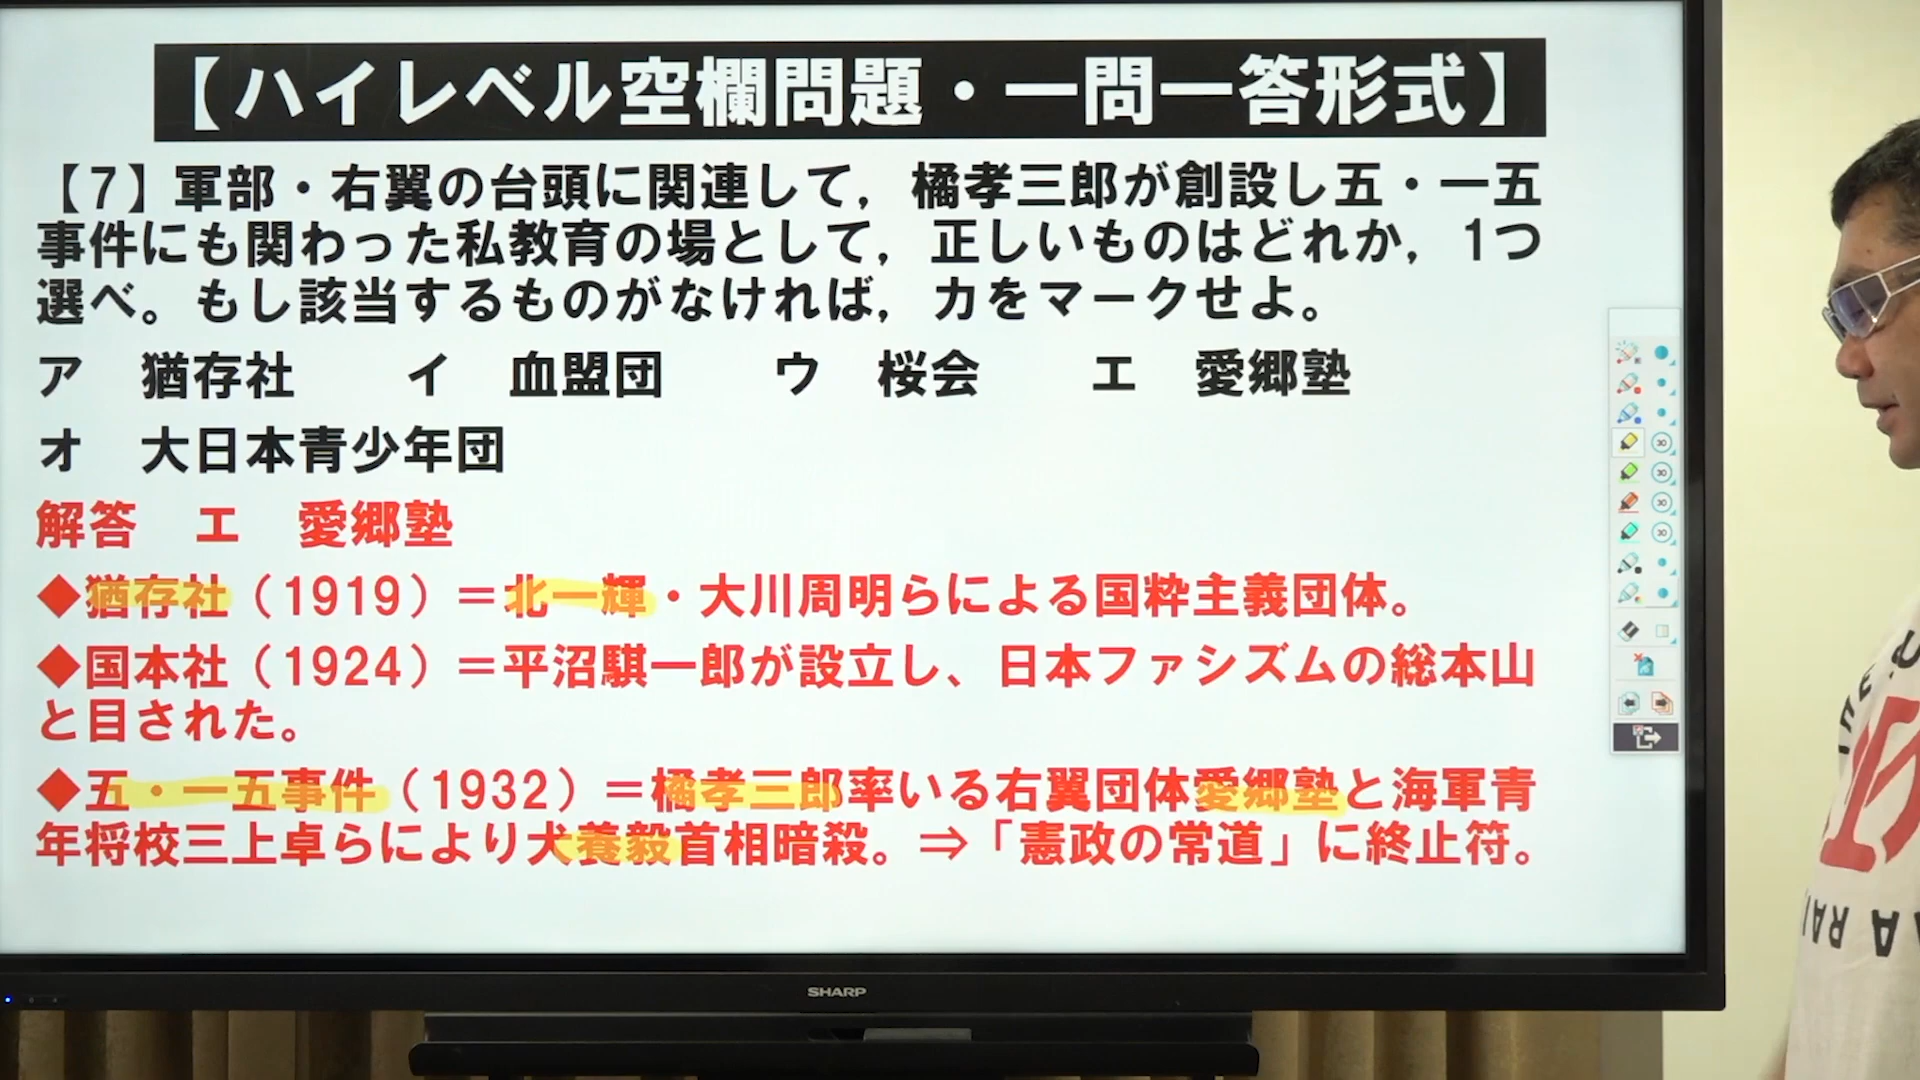 【ハイレベル空欄問題・一問一答形式】
【7】軍部・右翼の台頭に関連して，橘孝三郎が創設し五・一五
事件にも関わった私教育の場として，正しいものはどれか，1つ
選べ。もし該当するものがなければ，カをマークせよ。
ア　猶存社　　イ　血盟団　　ウ　桜会　　エ　愛郷塾
オ　大日本青少年団
解答　エ　愛郷塾
◆猶存社（1919）＝北一輝・大川周明らによる国粋主義団体。
◆国本社（1924）＝平沼騏一郎が設立し、日本ファシズムの総本山
と目された。
◆五・一五事件（1932）＝橘孝三郎率いる右翼団体愛郷塾と海軍青
年将校三上卓らにより犬養毅首相暗殺。⇒「憲政の常道」に終止符。
SHARP